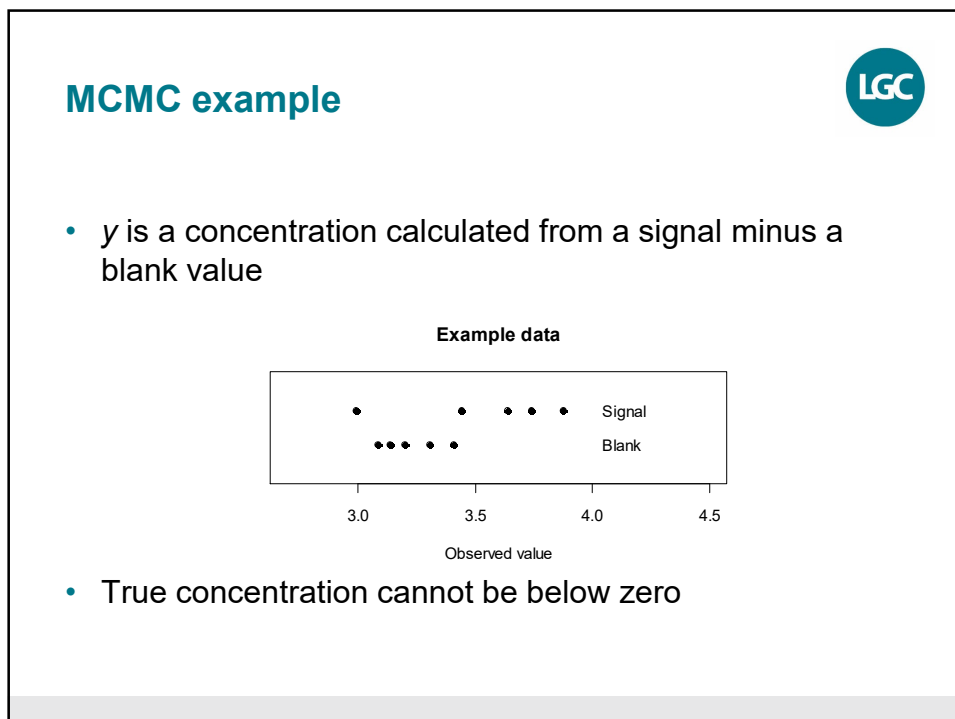 MCMC example
LGC
• y is a concentration calculated from a signal minus a
blank value
Example data
Signal
Blank
3.0 3.5 4.0 4.5
Observed value
• True concentration cannot be below zero